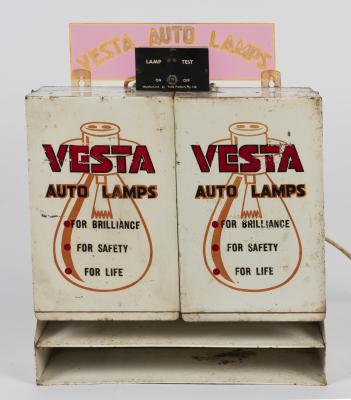 VESTA AUTO LAMPS
LAMP TEST
ON OFF
VESTA
AUTO LAMPS
FOR BRILLIANCE
FOR SAFETY
FOR LIFE
VESTA
AUTO LAMPS
FOR BRILLIANCE
FOR SAFETY
FOR LIFE